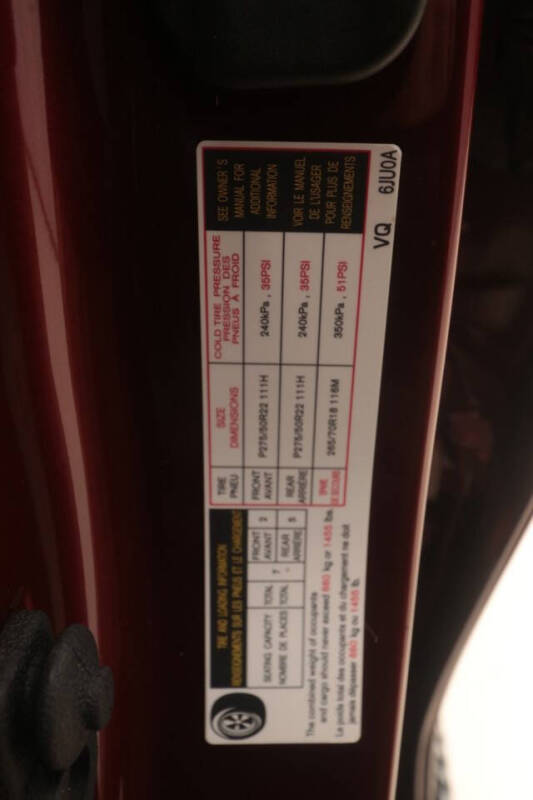 TIRE AND LOADING INFORMATION
RENSEIGNEMENTS SUR LES PNEUS ET LE CHARGEMENT
SEATING CAPACITY TOTAL 7 FRONT 2
NOMBRE DE PLACES TOTAL AVANT
REAR 5
ARRIÈRE
The combined weight of occupants
and cargo should never exceed 660 kg or 1455 lbs.
Le poids total des occupants et du chargement ne doit
jamais dépasser 660 kg ou 1455 lb.
TIRE SIZE COLD TIRE PRESSURE
PNEU DIMENSIONS PRESSION DES
PNEUS À FROID
FRONT P275/50R22 111H 240kPa, 35PSI
AVANT
REAR P275/50R22 111H 240kPa, 35PSI
ARRIÈRE
SPARE 265/70R18 116M 350kPa, 51PSI
DE SECOURS
SEE OWNER'S
MANUAL FOR
ADDITIONAL
INFORMATION
VOIR LE MANUEL
DE L'USAGER
POUR PLUS DE
RENSEIGNEMENTS
VQ 6JU0A